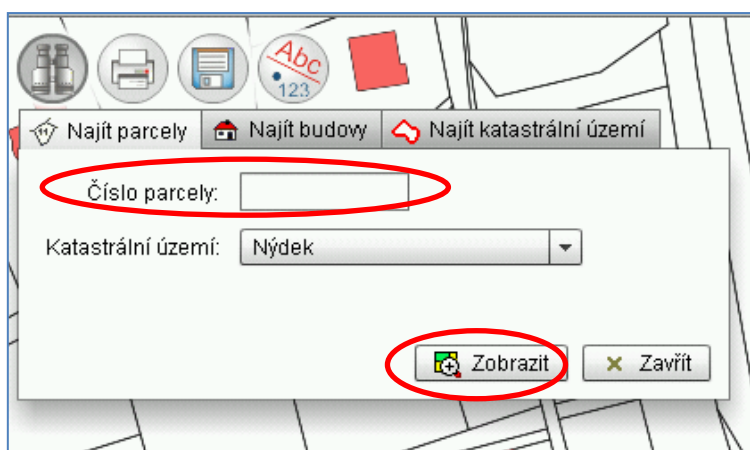 Abc
123
Najít parcely Najít budovy Najít katastrální území
Číslo parcely:
Katastrální území: Nýdek
Zobrazit Zavřít